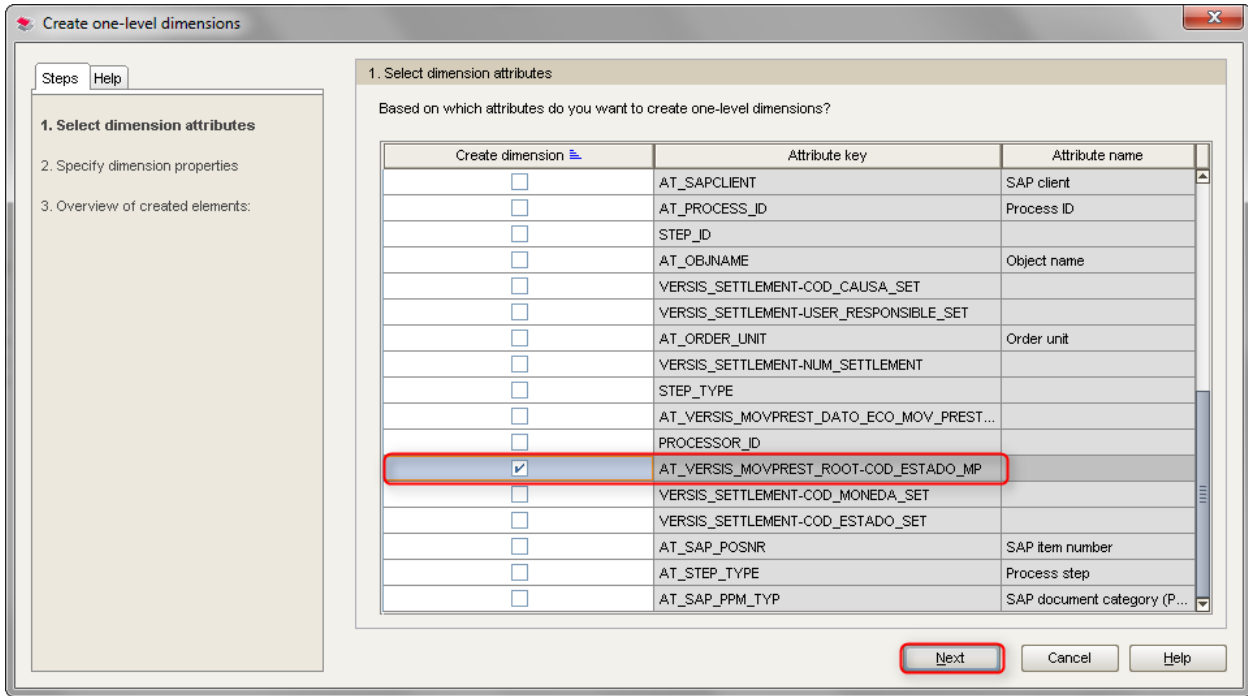 Create one-level dimensions
Steps Help
1. Select dimension attributes
2. Specify dimension properties
3. Overview of created elements:
1. Select dimension attributes
Based on which attributes do you want to create one-level dimensions?
Create dimension Attribute key Attribute name
AT_SAPCLIENT SAP client
AT_PROCESS_ID Process ID
STEP_ID
AT_OBJNAME Object name
VERSIS_SETTLEMENT-COD_CAUSA_SET
VERSIS_SETTLEMENT-USER_RESPONSIBLE_SET
AT_ORDER_UNIT Order unit
VERSIS_SETTLEMENT-NUM_SETTLEMENT
STEP_TYPE
AT_VERSIS_MOVPREST_DATO_ECO_MOV_PREST...
PROCESSOR_ID
AT_VERSIS_MOVPREST_ROOT-COD_ESTADO_MP
VERSIS_SETTLEMENT-COD_MONEDA_SET
VERSIS_SETTLEMENT-COD_ESTADO_SET
AT_SAP_POSNR SAP item number
AT_STEP_TYPE Process step
AT_SAP_PPM_TYP SAP document category (P...
Next Cancel Help